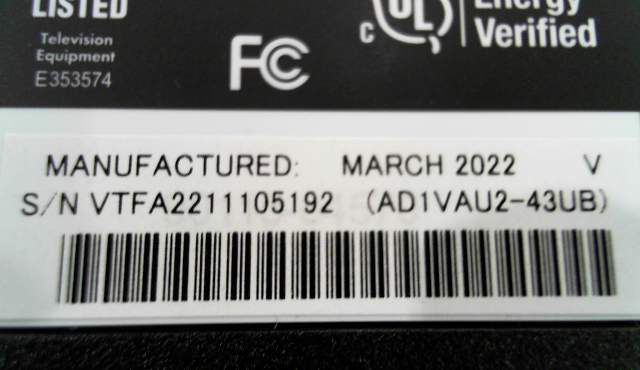 LISTED
Television
Equipment
E353574
FC
c UL
Energy
Verified
MANUFACTURED: MARCH 2022 V
S/N VTFA2211105192 (AD1VAU2-43UB)